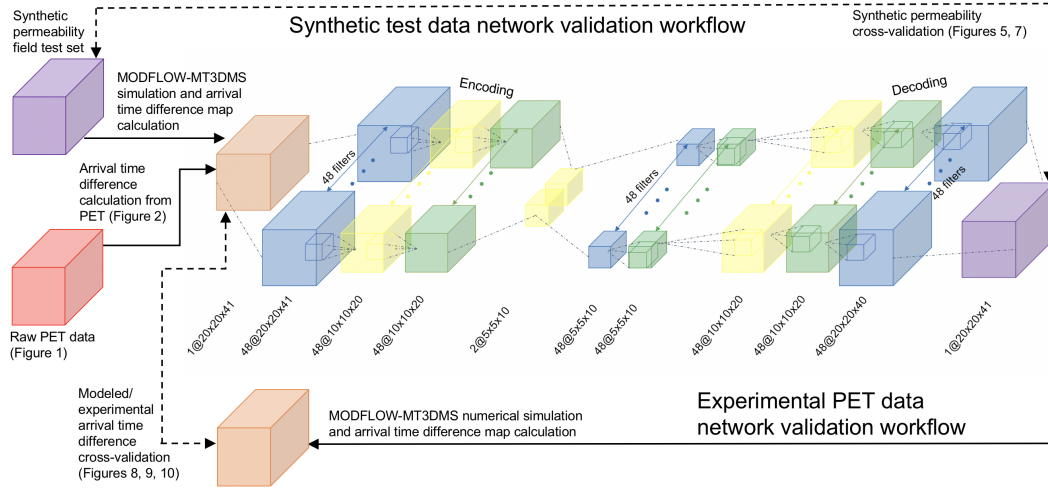 Synthetic
permeability
field test set
Synthetic test data network validation workflow
Synthetic permeability
cross-validation (Figures 5, 7)
MODFLOW-MT3DMS
simulation and arrival
time difference map
calculation
Encoding
Decoding
Arrival time
difference
calculation from
PET (Figure 2)
48 filters
48 filters
48 filters
Raw PET data
(Figure 1)
1@20x20x41
48@20x20x41
48@10x10x20
48@10x10x20
2@5x5x10
48@5x5x10
48@5x5x10
48@10x10x20
48@10x10x20
48@20x20x40
1@20x20x41
Modeled/
experimental
arrival time
difference
cross-validation
(Figures 8, 9, 10)
MODFLOW-MT3DMS numerical simulation
and arrival time difference map calculation
Experimental PET data
network validation workflow